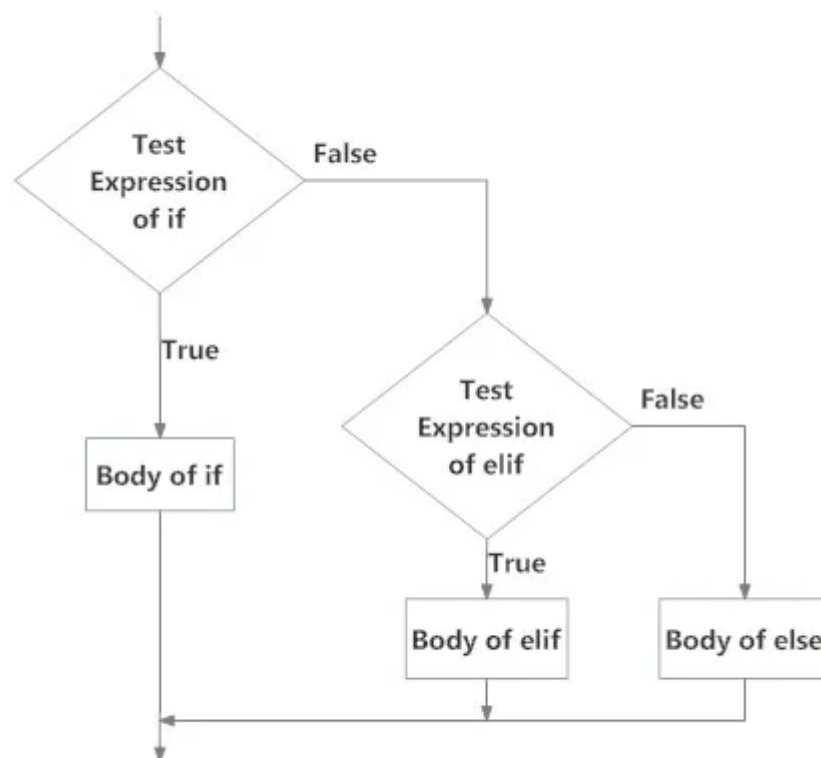 Test
Expression
of if
False
True
Body of if
Test
Expression
of elif
False
True
Body of elif
Body of else